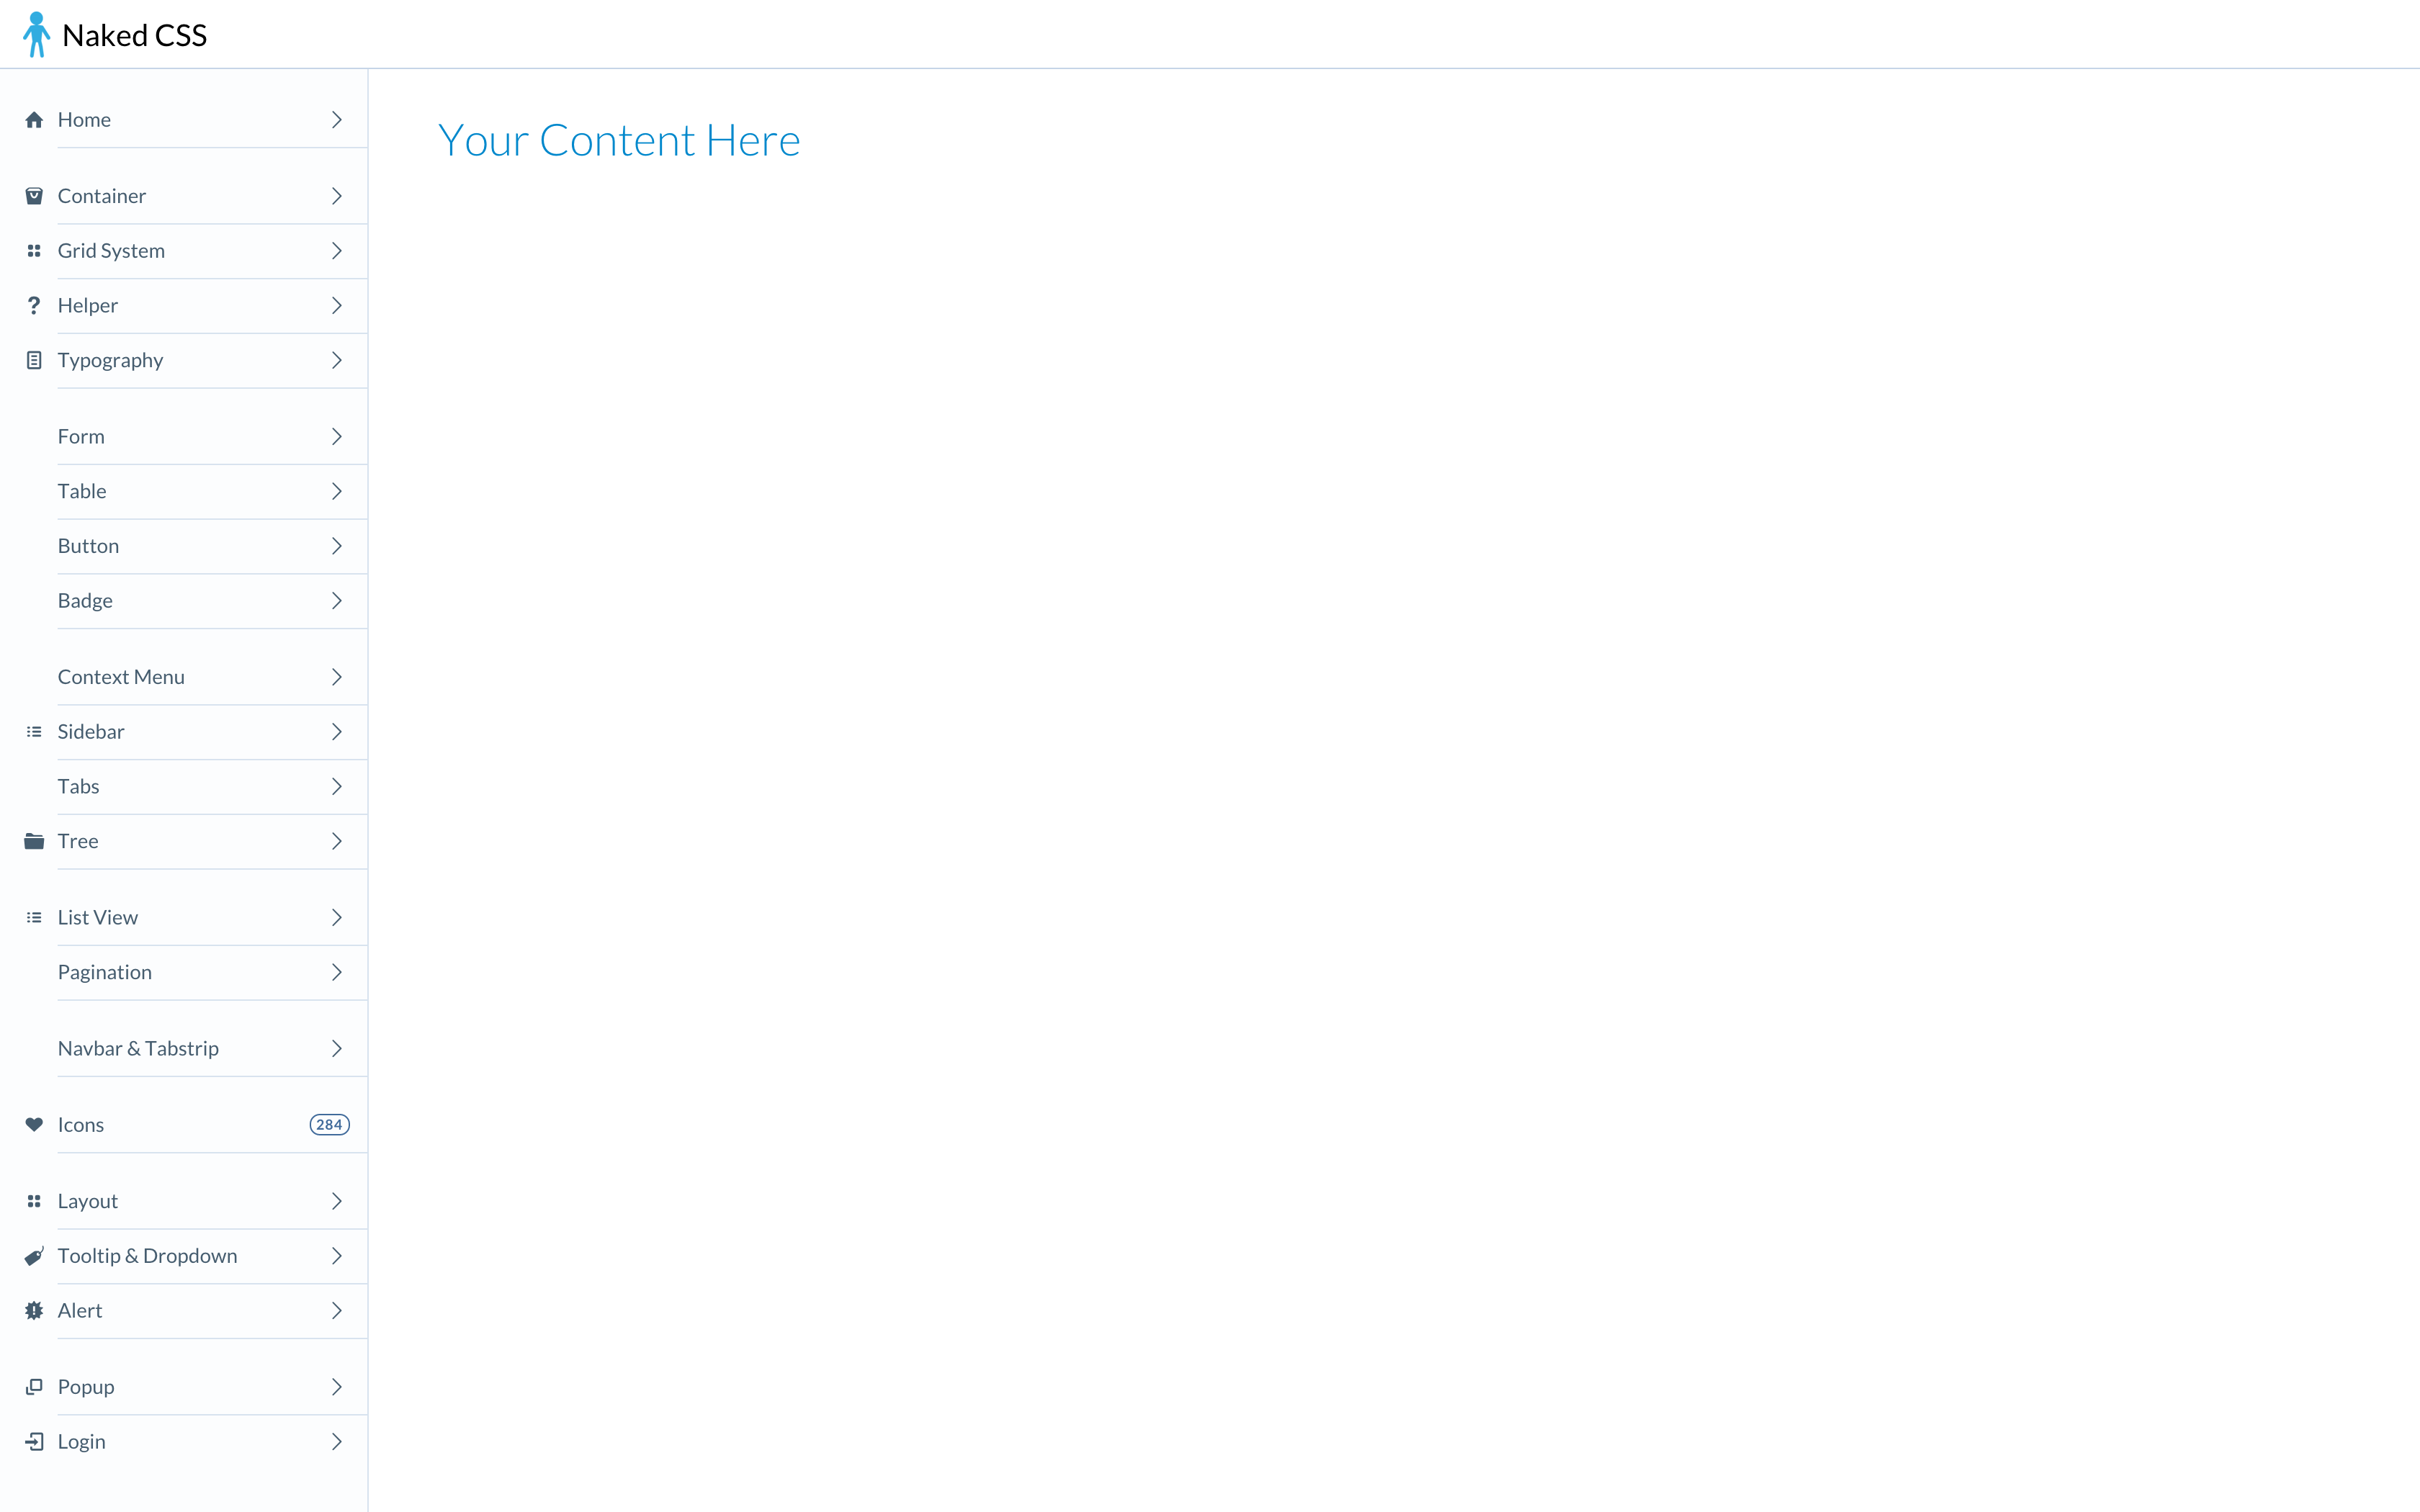 Naked CSS
Home
Container
Grid System
Helper
Typography
Form
Table
Button
Badge
Context Menu
Sidebar
Tabs
Tree
List View
Pagination
Navbar & Tabstrip
Icons 284
Layout
Tooltip & Dropdown
Alert
Popup
Login
Your Content Here